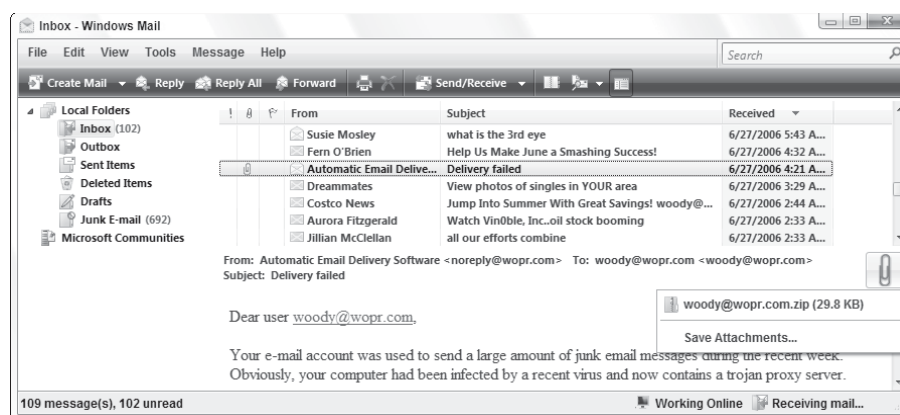 Inbox - Windows Mail
File Edit View Tools Message Help
Search
Create Mail Reply Reply All Forward Send/Receive
Local Folders
Inbox (102)
Outbox
Sent Items
Deleted Items
Drafts
Junk E-mail (692)
Microsoft Communities
! From Subject Received
Susie Mosley what is the 3rd eye 6/27/2006 5:43 A...
Fern O'Brien Help Us Make June a Smashing Success! 6/27/2006 4:32 A...
Automatic Email Delive... Delivery failed 6/27/2006 4:21 A...
Dreammates View photos of singles in YOUR area 6/27/2006 3:29 A...
Costco News Jump Into Summer With Great Savings! woody@... 6/27/2006 2:44 A...
Aurora Fitzgerald Watch Vin0ble, Inc..oil stock booming 6/27/2006 2:33 A...
Jillian McClellan all our efforts combine 6/27/2006 2:33 A...
From: Automatic Email Delivery Software <noreply@wopr.com> To: woody@wopr.com <woody@wopr.com>
Subject: Delivery failed
woody@wopr.com.zip (29.8 KB)
Save Attachments...
Dear user woody@wopr.com,
Your e-mail account was used to send a large amount of junk email messages during the recent week.
Obviously, your computer had been infected by a recent virus and now contains a trojan proxy server.
109 message(s), 102 unread Working Online Receiving mail...